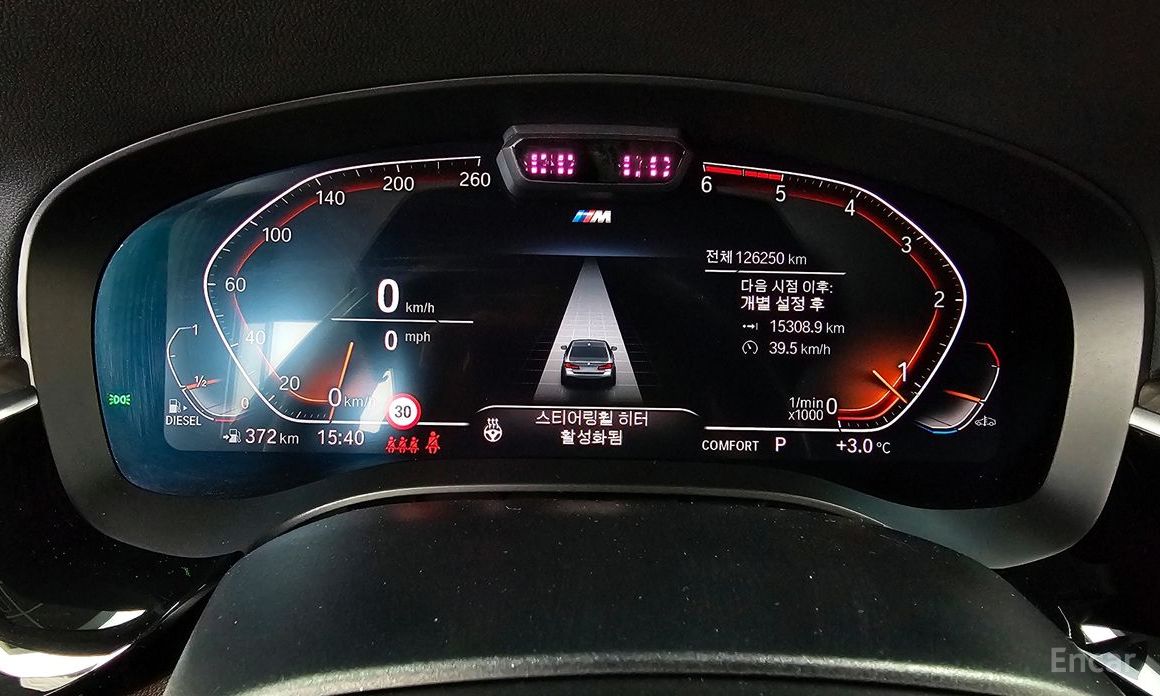 260
200
140
100
60
40
20
0 km/h
0 km/h
0 mph
M
6
5
4
3
2
1
0
1/min
x1000
전체 126250 km
다음 시점 이후:
개별 설정 후
15308.9 km
39.5 km/h
1
1/2
0
DIESEL
372 km
15:40
30
스티어링휠 히터
활성화됨
COMFORT P
+3.0 °C
Encar